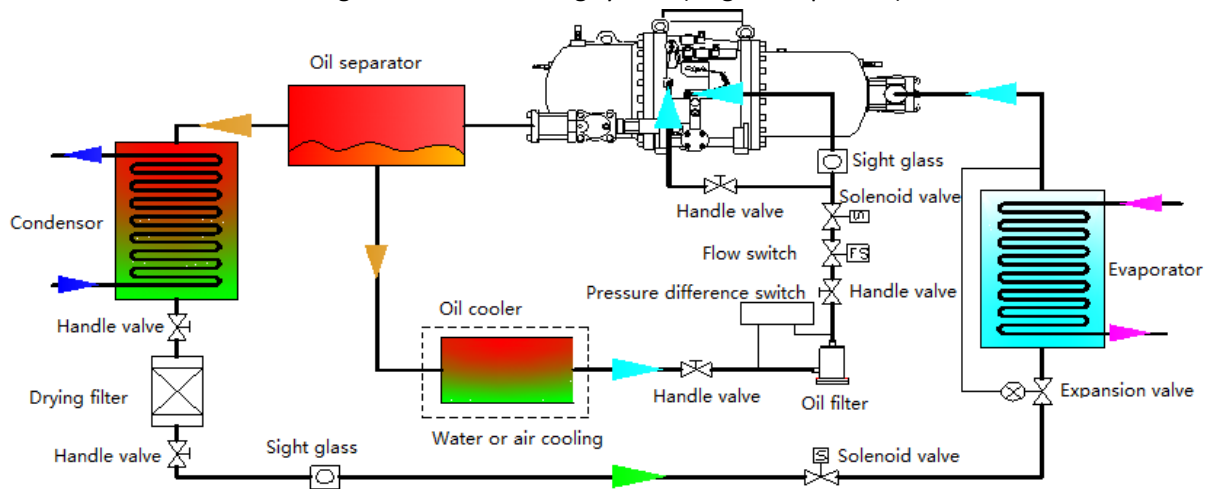 Oil separator
Sight glass
Condensor
Handle valve
Solenoid valve
S
Flow switch
FS
Evaporator
Pressure difference switch
Handle valve
Oil cooler
Handle valve
Drying filter
Handle valve
Oil filter
Expansion valve
Water or air cooling
Handle valve
Sight glass
S
Solenoid valve